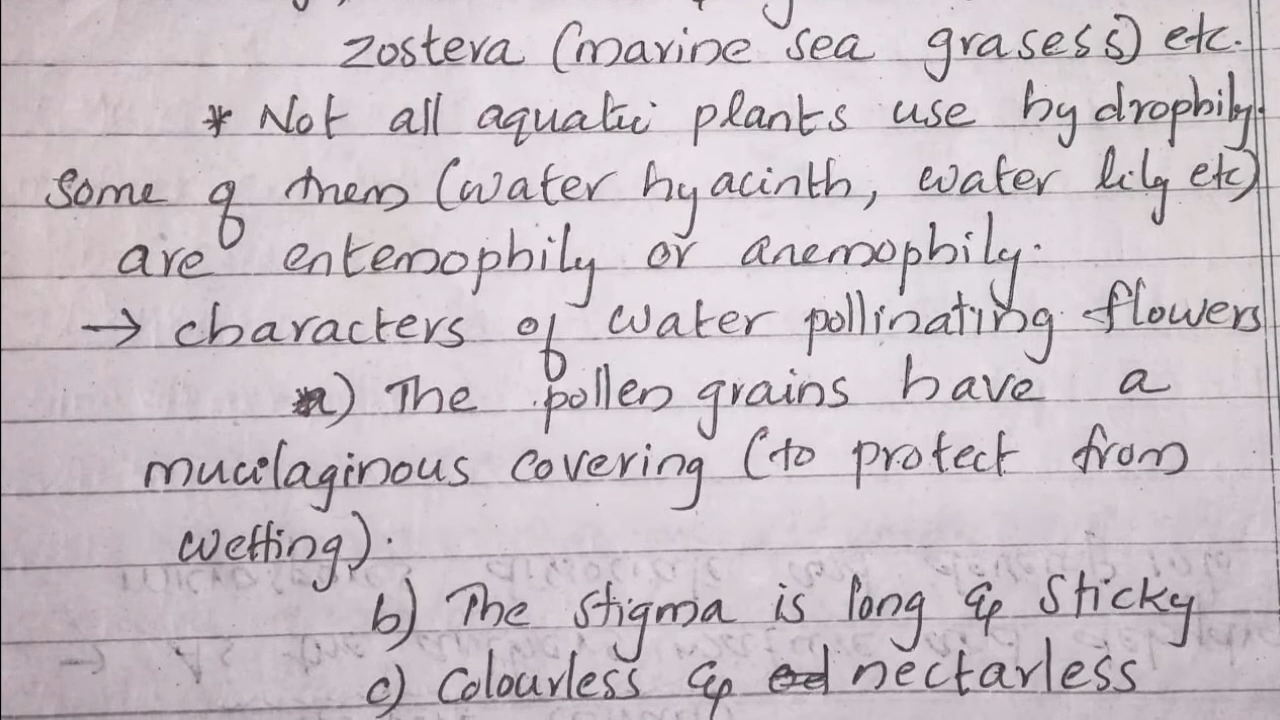 zostera (marine sea grasess) etc.
* Not all aquatic plants use hydrophily.
some of them (water hyacinth, water lily etc)
are entemophily or anemophily.
→ characters of water pollinating flowers
a) The pollen grains have a
mucilaginous covering (to protect from
wetting).
b) The stigma is long & sticky
c) Colourless & nectarless